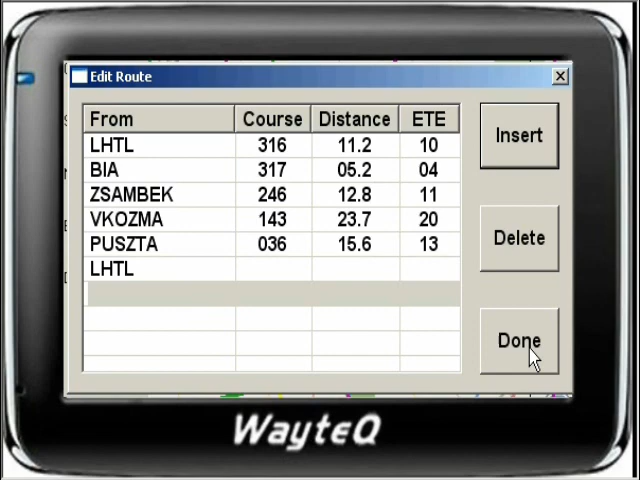 Edit Route
From Course Distance ETE
LHTL 316 11.2 10
BIA 317 05.2 04
ZSAMBEK 246 12.8 11
VKOZMA 143 23.7 20
PUSZTA 036 15.6 13
LHTL
Insert
Delete
Done
WayteQ